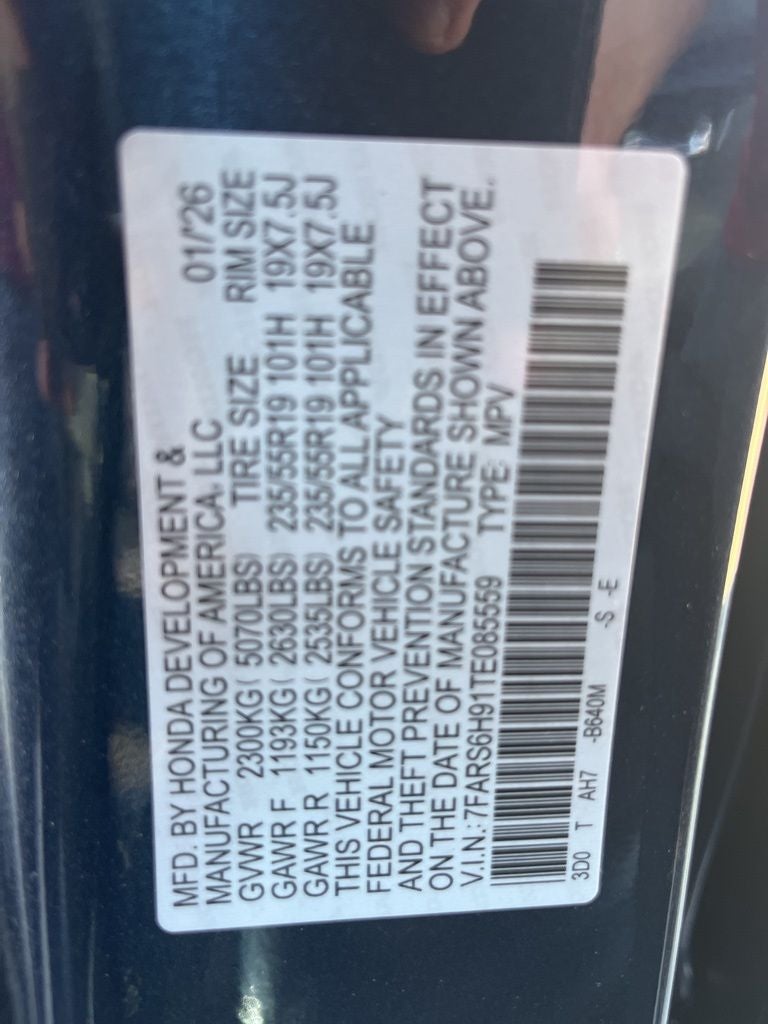 MFD. BY HONDA DEVELOPMENT &
MANUFACTURING OF AMERICA, LLC 01/'26
GVWR 2300KG( 5070LBS) TIRE SIZE RIM SIZE
GAWR F 1193KG( 2630LBS) 235/55R19 101H 19X7.5J
GAWR R 1150KG( 2535LBS) 235/55R19 101H 19X7.5J
THIS VEHICLE CONFORMS TO ALL APPLICABLE
FEDERAL MOTOR VEHICLE SAFETY
AND THEFT PREVENTION STANDARDS IN EFFECT
ON THE DATE OF MANUFACTURE SHOWN ABOVE.
V.I.N.: 7FARS6H91TE085559 TYPE: MPV
3D0 T AH7 -B640M -S -E